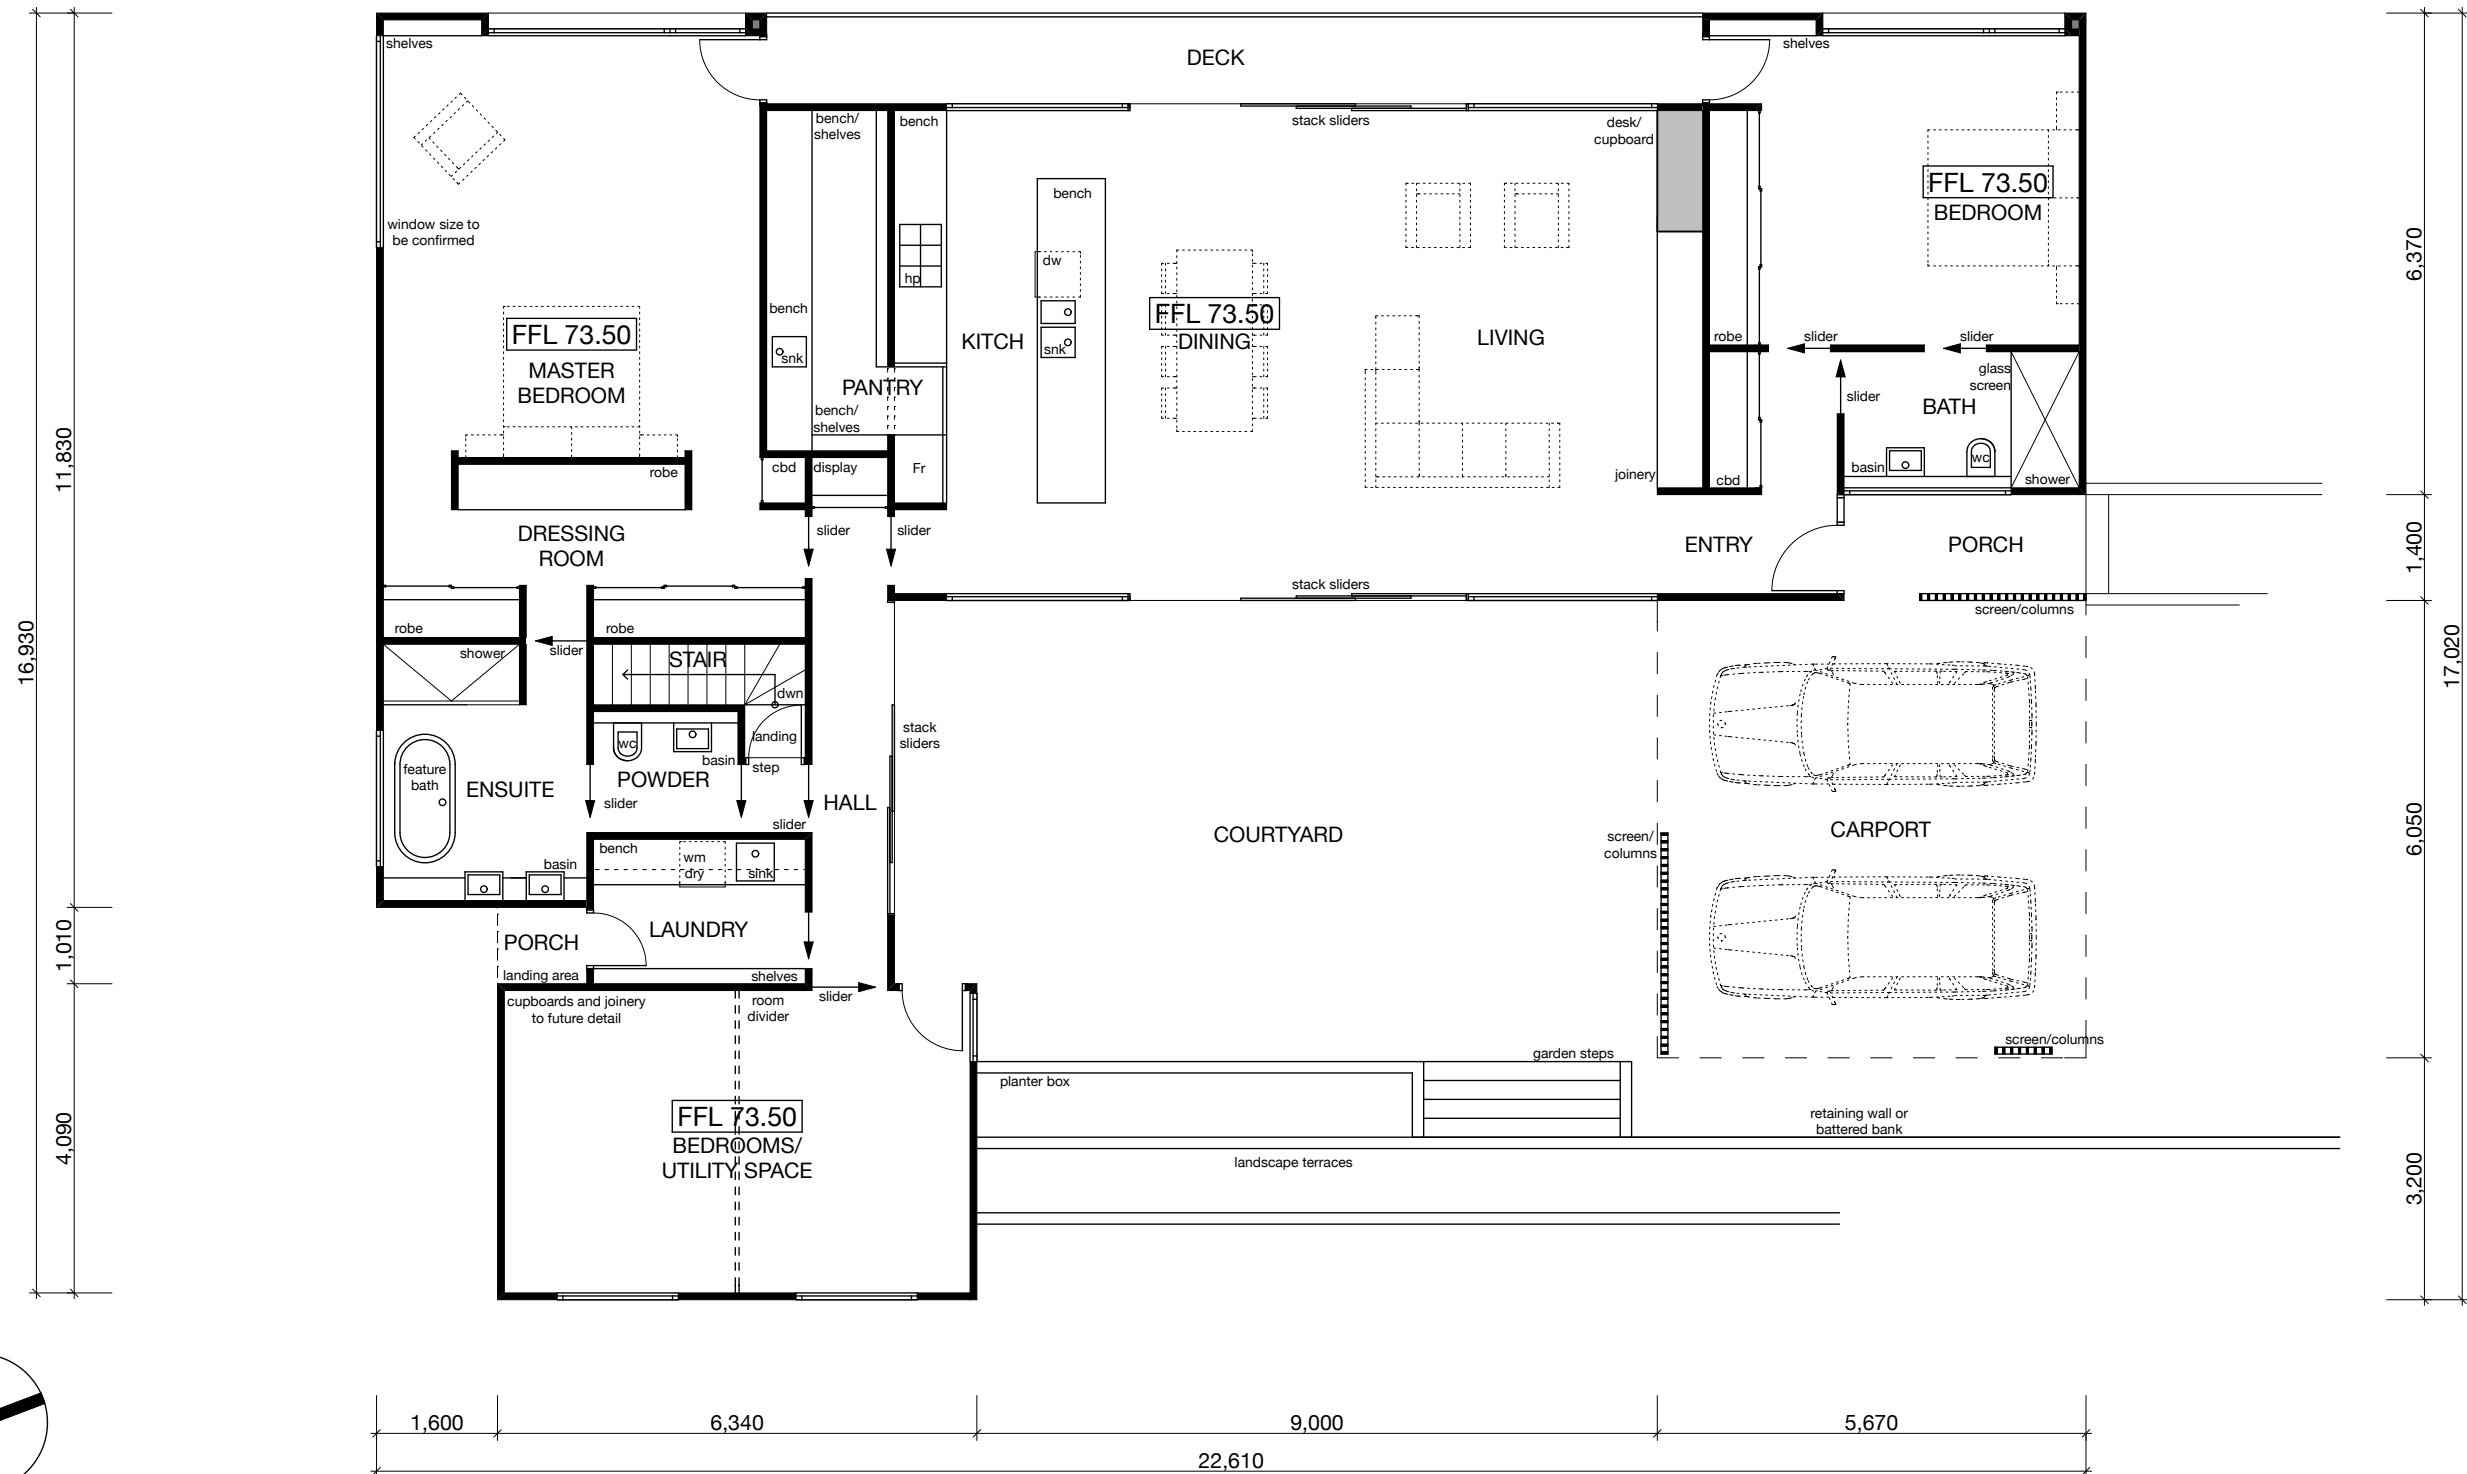 shelves
DECK
shelves
bench/
shelves
bench
stack sliders
desk/
cupboard
bench
FFL 73.50
BEDROOM
window size to
be confirmed
dw
hp
6,370
bench
FFL 73.50
DINING
FFL 73.50
MASTER
BEDROOM
snk
KITCH
snk
LIVING
robe
slider
slider
glass
screen
PANTRY
slider
BATH
bench/
shelves
11,830
robe
cbd
display
Fr
joinery
cbd
basin
wc
shower
DRESSING
ROOM
slider
slider
ENTRY
PORCH
1,400
stack sliders
screen/columns
robe
robe
16,930
shower
slider
STAIR
17,020
dwn
stack
sliders
wc
landing
basin
step
feature
bath
ENSUITE
POWDER
slider
HALL
slider
COURTYARD
screen/
columns
CARPORT
6,050
bench
wm
dry
sink
basin
1,010
PORCH
LAUNDRY
landing area
shelves
cupboards and joinery
to future detail
room
divider
slider
garden steps
screen/columns
planter box
4,090
FFL 73.50
BEDROOMS/
UTILITY SPACE
retaining wall or
battered bank
landscape terraces
3,200
1,600
6,340
9,000
5,670
22,610